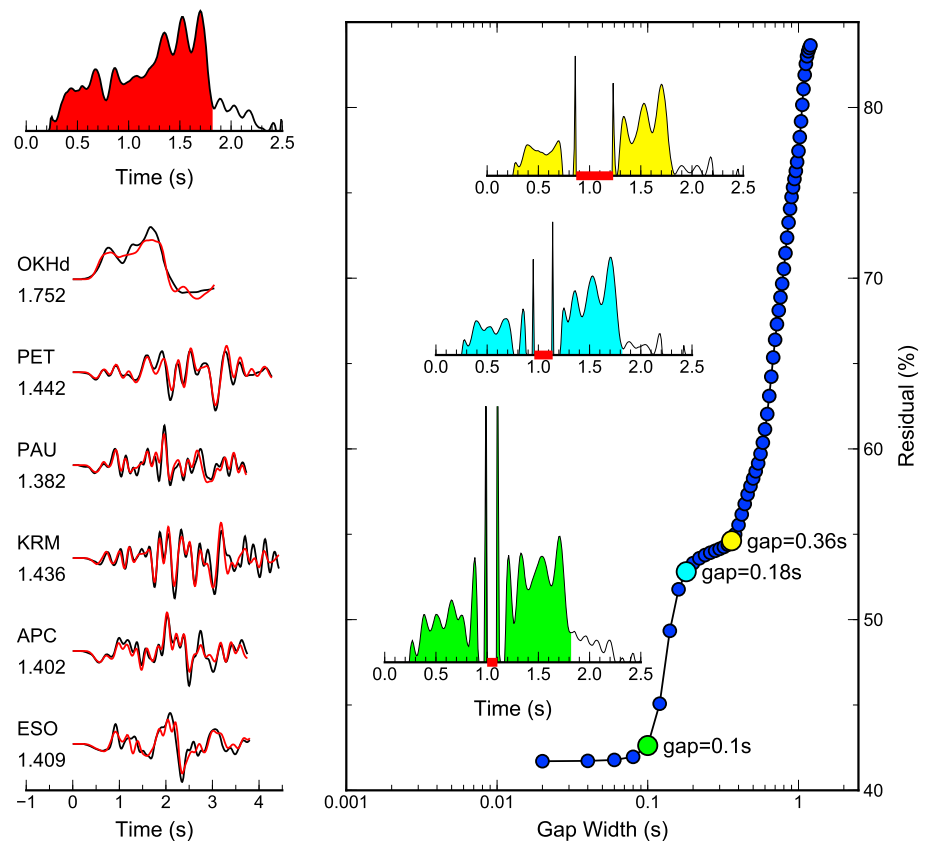 0.0 0.5 1.0 1.5 2.0 2.5
Time (s)
OKHd
1.752
PET
1.442
PAU
1.382
KRM
1.436
APC
1.402
ESO
1.409
−1 0 1 2 3 4
Time (s)
0.0 0.5 1.0 1.5 2.0 2.5
0.0 0.5 1.0 1.5 2.0 2.5
0.0 0.5 1.0 1.5 2.0 2.5
Time (s)
gap=0.36s
gap=0.18s
gap=0.1s
80
70
60
50
40
Residual (%)
0.001 0.01 0.1 1
Gap Width (s)